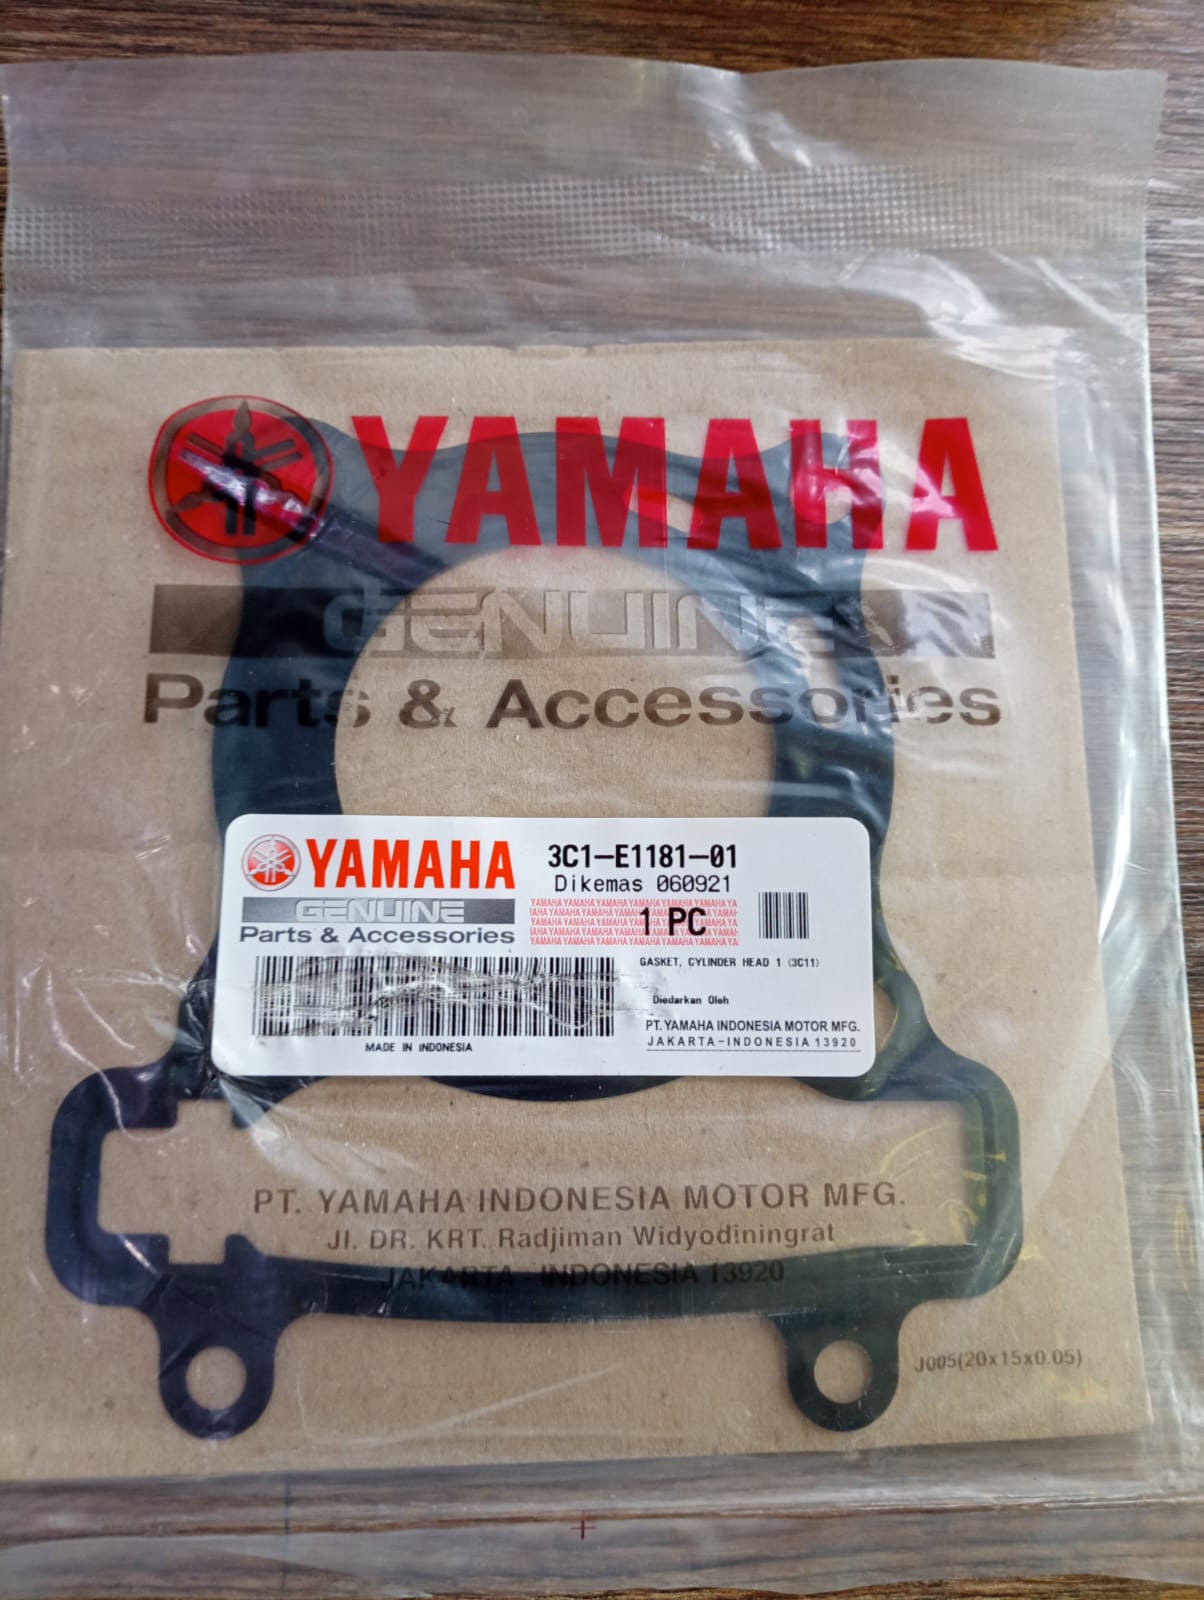 YAMAHA
GENUINE
Parts & Accessories
YAMAHA
GENUINE
Parts & Accessories
MADE IN INDONESIA
3C1-E1181-01
Dikemas 060921
1 PC
GASKET, CYLINDER HEAD 1 (3C11)
Diedarkan Oleh
PT. YAMAHA INDONESIA MOTOR MFG.
JAKARTA-INDONESIA 13920
PT. YAMAHA INDONESIA MOTOR MFG.
Jl. DR. KRT. Radjiman Widyodiningrat
JAKARTA INDONESIA 13920
J005(20x15x0.05)